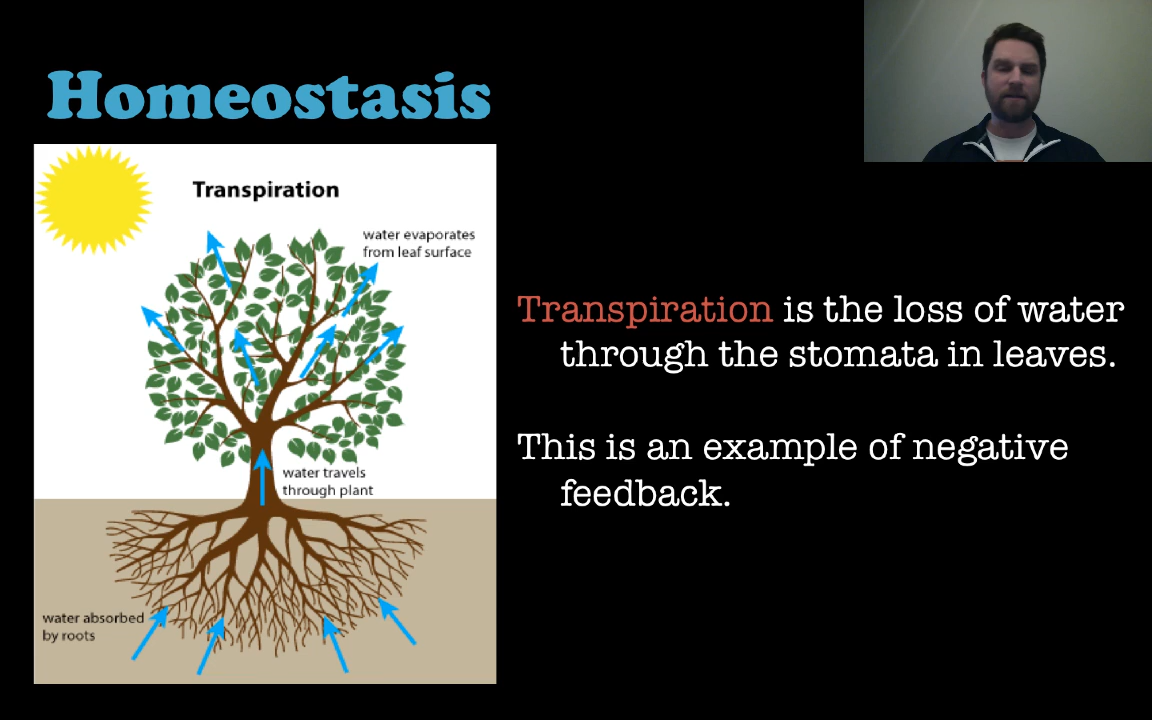 Homeostasis
Transpiration
water evaporates
from leaf surface
water travels
through plant
water absorbed
by roots
Transpiration is the loss of water
through the stomata in leaves.
This is an example of negative
feedback.